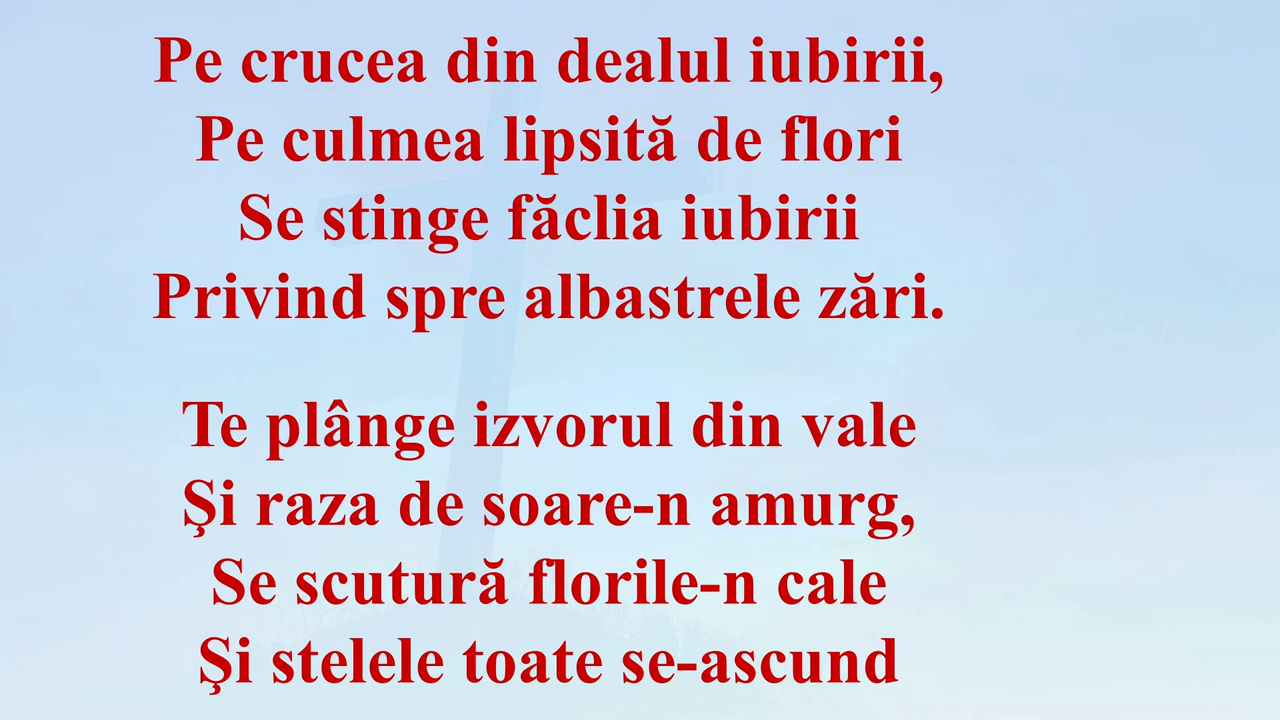 Pe crucea din dealul iubirii,
Pe culmea lipsită de flori
Se stinge făclia iubirii
Privind spre albastrele zări.
Te plânge izvorul din vale
Şi raza de soare-n amurg,
Se scutură florile-n cale
Şi stelele toate se-ascund